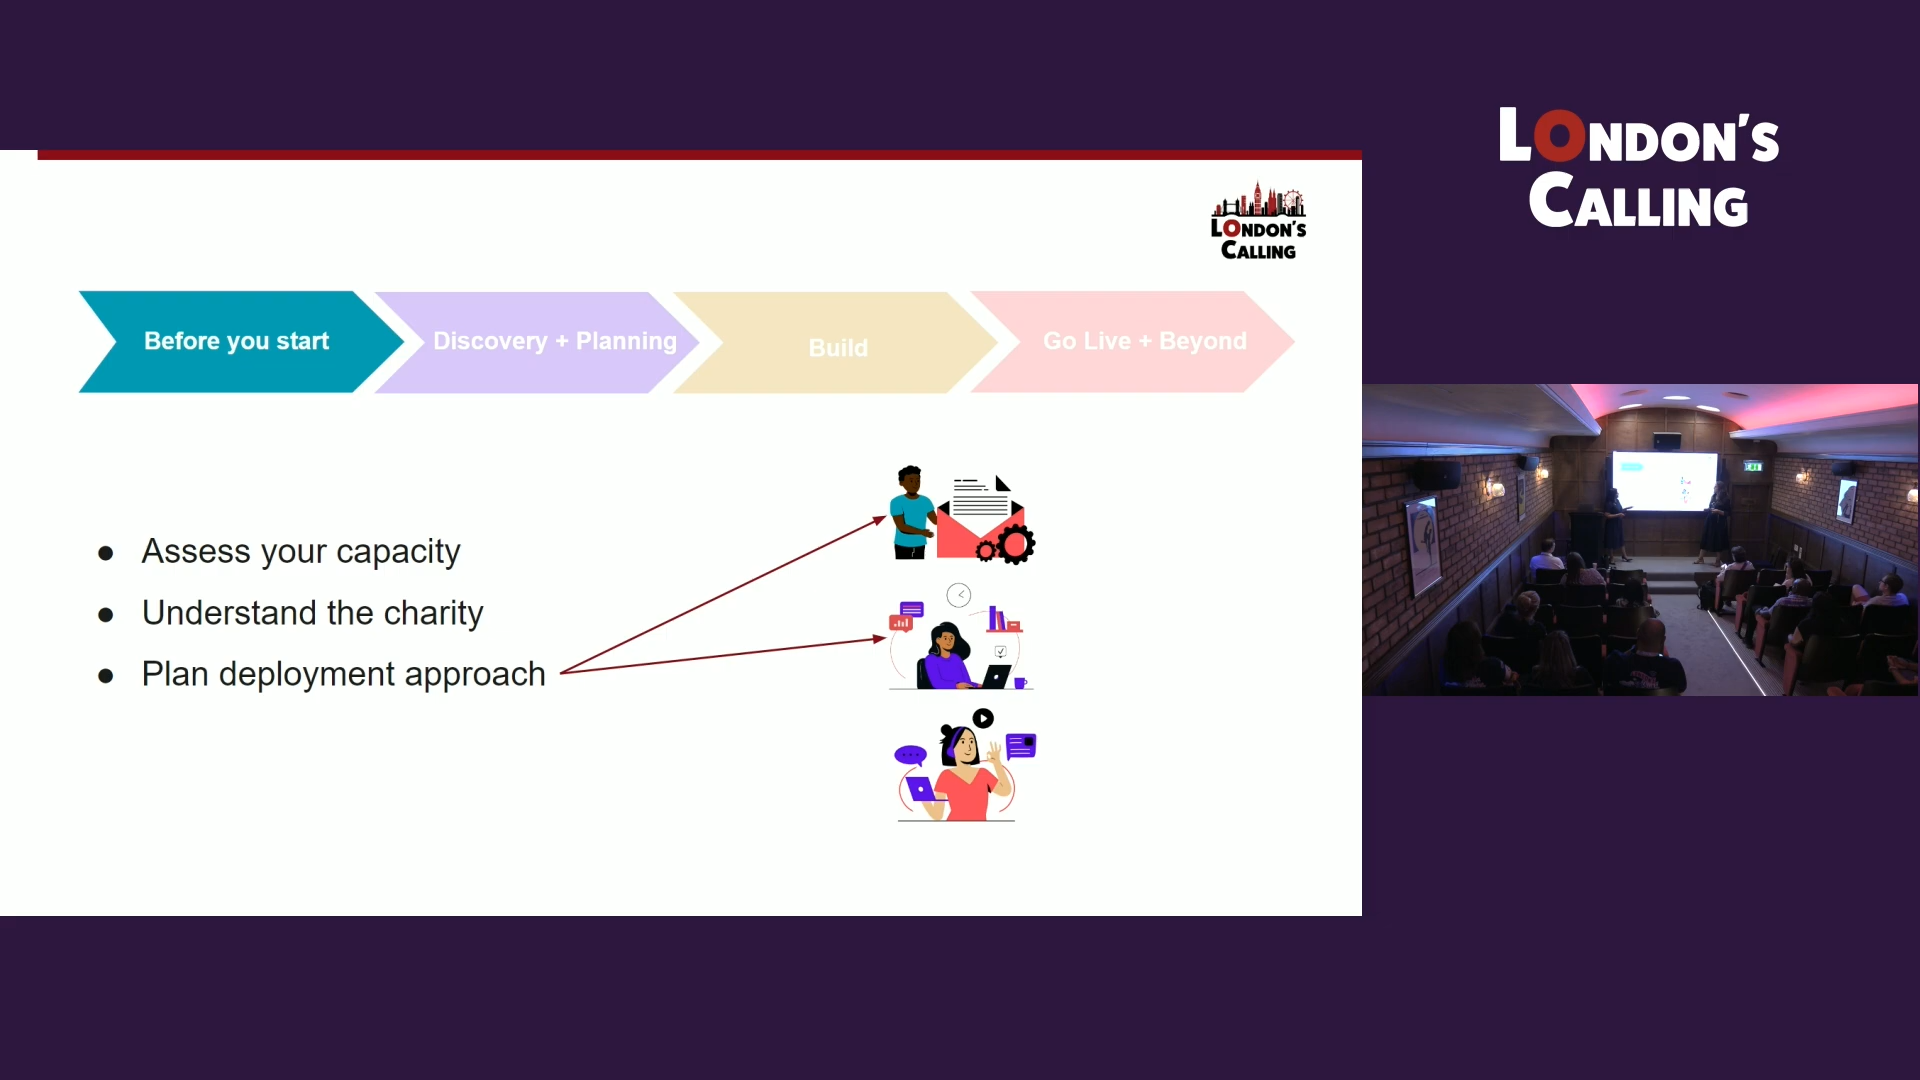 LONDON'S
CALLING
LONDON'S
CALLING
Before you start
Discovery + Planning
Build
Go Live + Beyond
● Assess your capacity
● Understand the charity
● Plan deployment approach